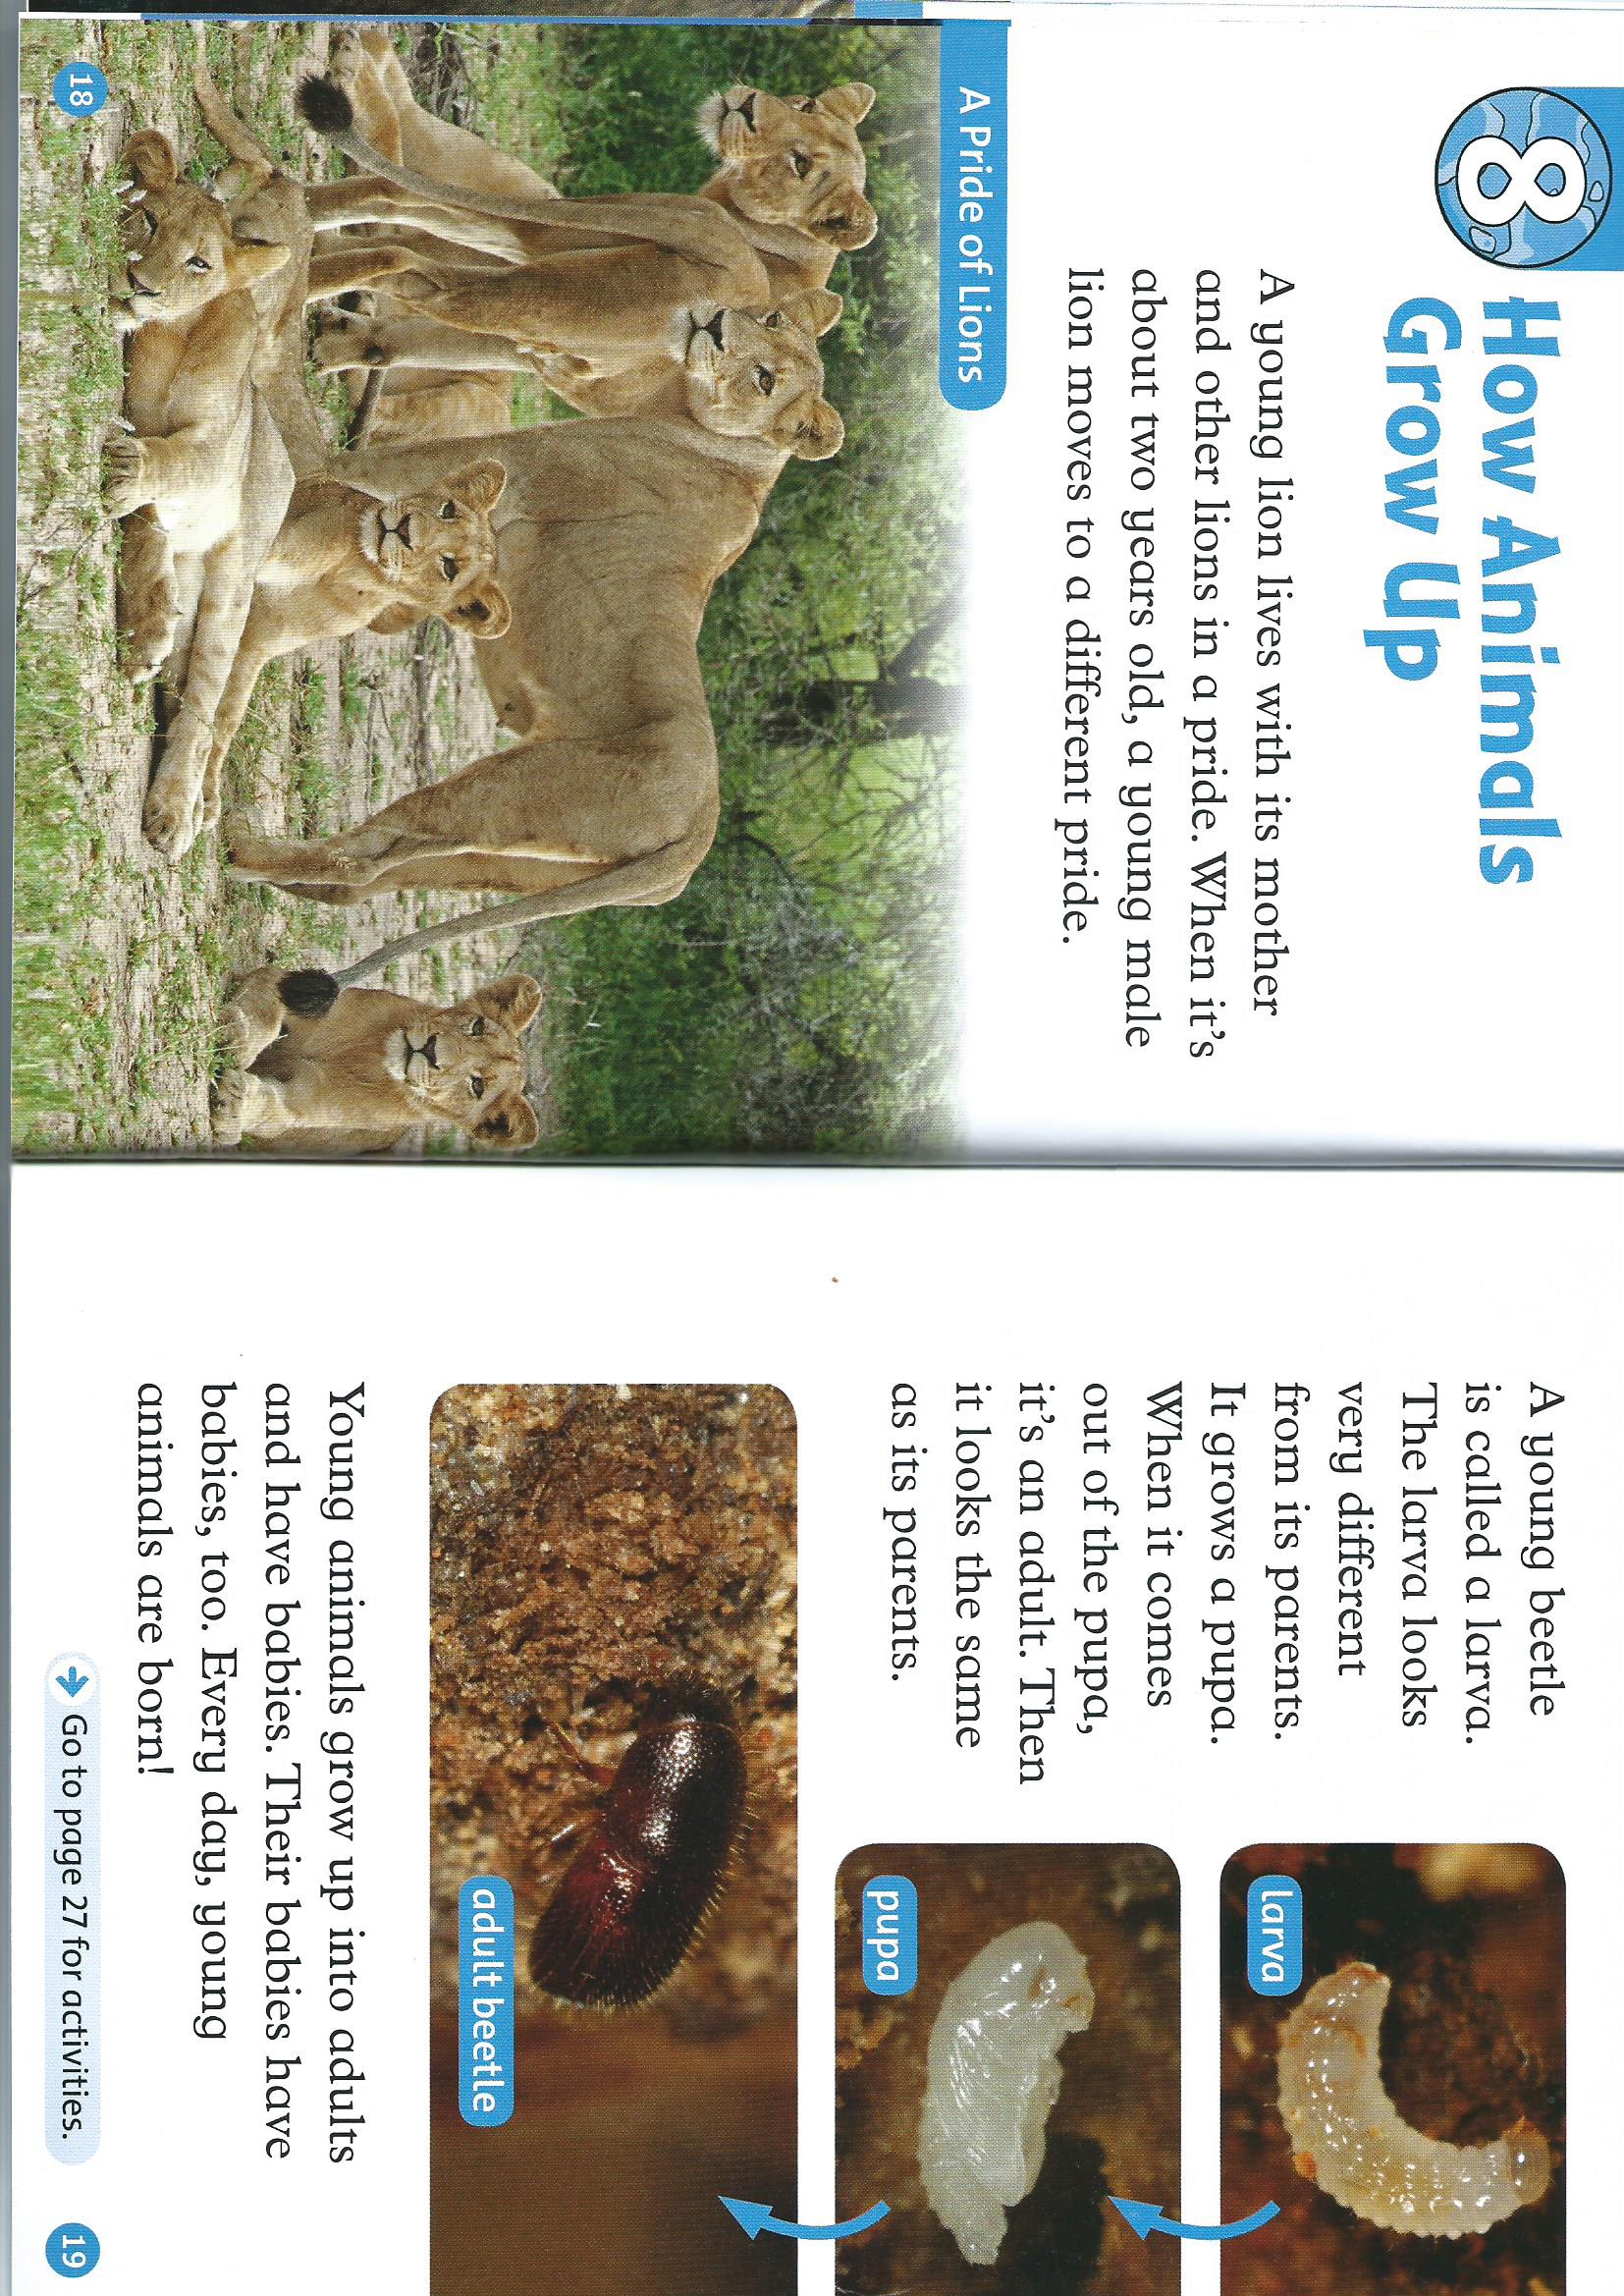 8
How Animals
Grow Up
A young lion lives with its mother
and other lions in a pride. When it's
about two years old, a young male
lion moves to a different pride.
A Pride of Lions
18
A young beetle
is called a larva.
The larva looks
very different
from its parents.
It grows a pupa.
When it comes
out of the pupa,
it's an adult. Then
it looks the same
as its parents.
larva
pupa
adult beetle
Young animals grow up into adults
and have babies. Their babies have
babies, too. Every day, young
animals are born!
Go to page 27 for activities.
19